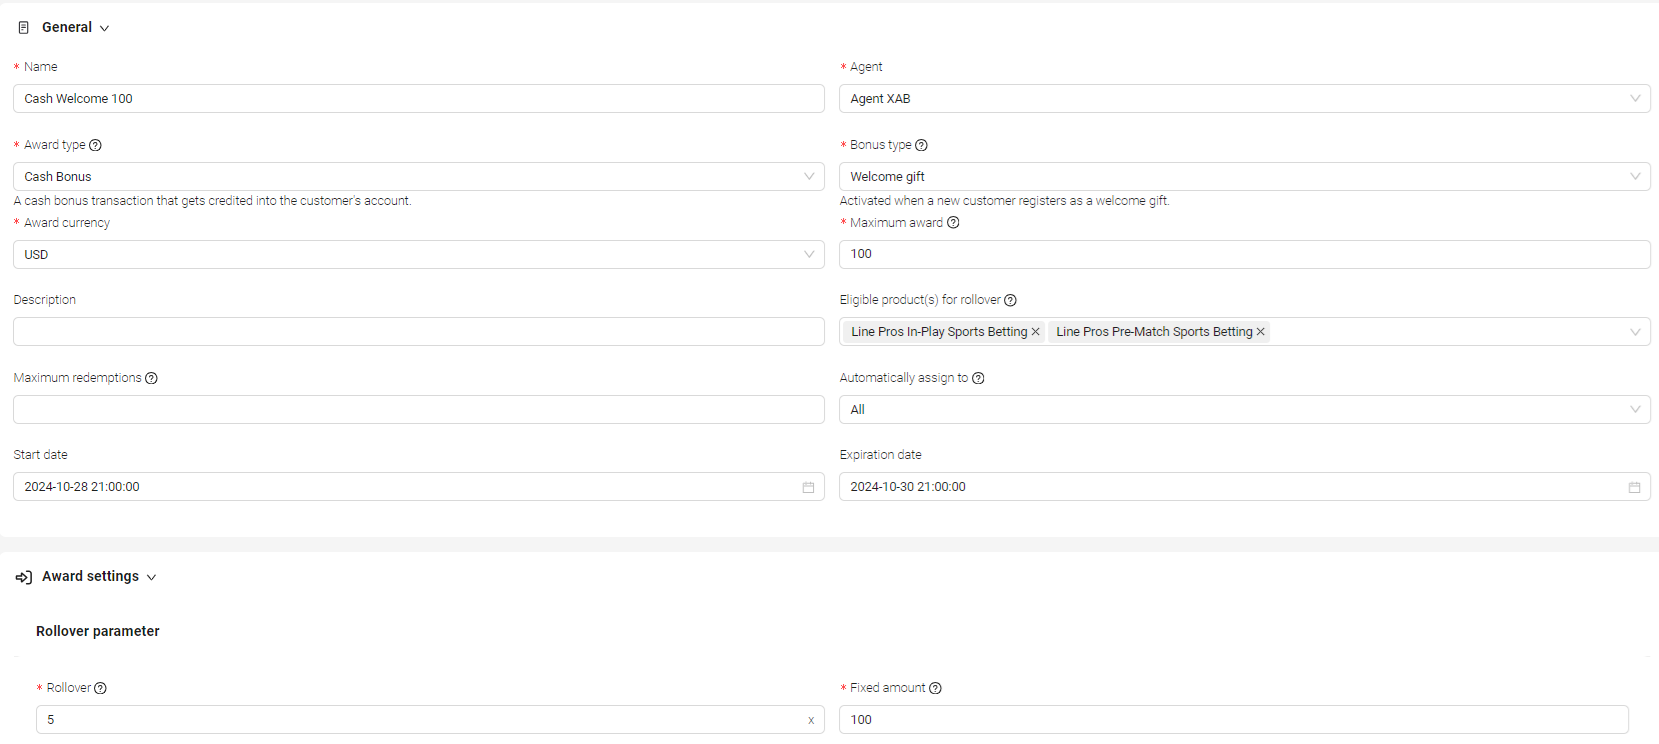 General
* Name
* Agent
Cash Welcome 100
Agent XAB
* Award type
* Bonus type
Cash Bonus
Welcome gift
A cash bonus transaction that gets credited into the customer's account.
Activated when a new customer registers as a welcome gift.
* Award currency
* Maximum award
USD
100
Description
Eligible product(s) for rollover
Line Pros In-Play Sports Betting
Line Pros Pre-Match Sports Betting
Maximum redemptions
Automatically assign to
All
Start date
Expiration date
2024-10-28 21:00:00
2024-10-30 21:00:00
Award settings
Rollover parameter
* Rollover
* Fixed amount
5 x
100